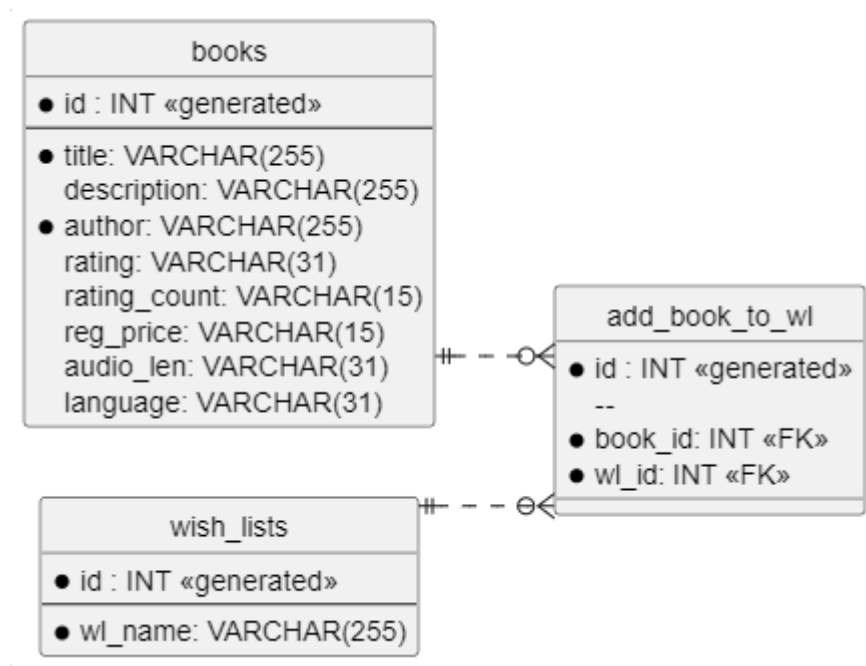 books
id : INT «generated»
title: VARCHAR(255)
description: VARCHAR(255)
author: VARCHAR(255)
rating: VARCHAR(31)
rating_count: VARCHAR(15)
reg_price: VARCHAR(15)
audio_len: VARCHAR(31)
language: VARCHAR(31)
add_book_to_wl
id : INT «generated»
--
book_id: INT «FK»
wl_id: INT «FK»
wish_lists
id : INT «generated»
wl_name: VARCHAR(255)